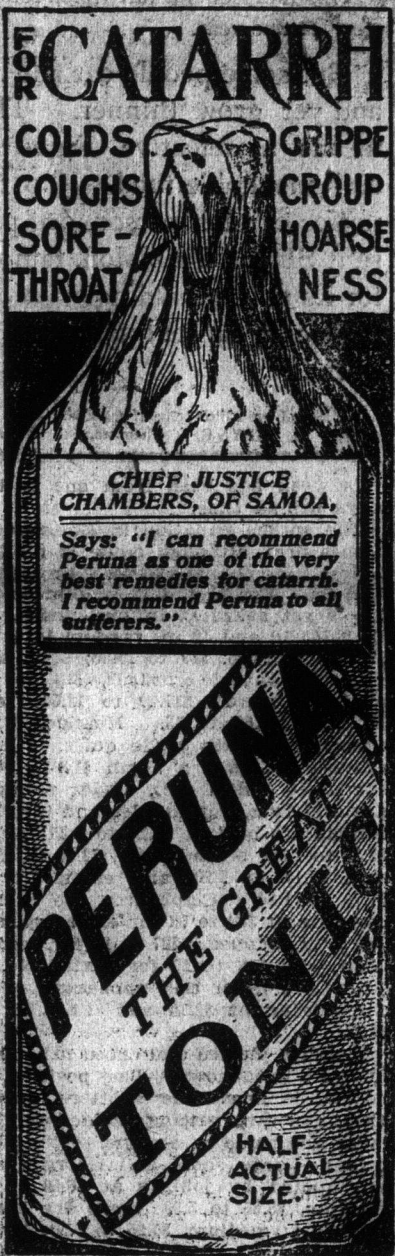 FOR CATARRH
COLDS
COUGHS
SORE-
THROAT
GRIPPE
CROUP
HOARSE
NESS
CHIEF JUSTICE
CHAMBERS, OF SAMOA,
Says: "I can recommend
Peruna as one of the very
best remedies for catarrh.
I recommend Peruna to all
sufferers."
PERUNA
THE GREAT
TONIC
HALF
ACTUAL
SIZE.